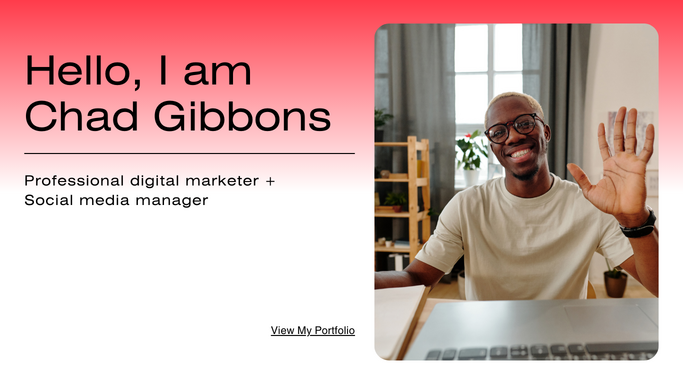 Hello, I am
Chad Gibbons
Professional digital marketer +
Social media manager
View My Portfolio